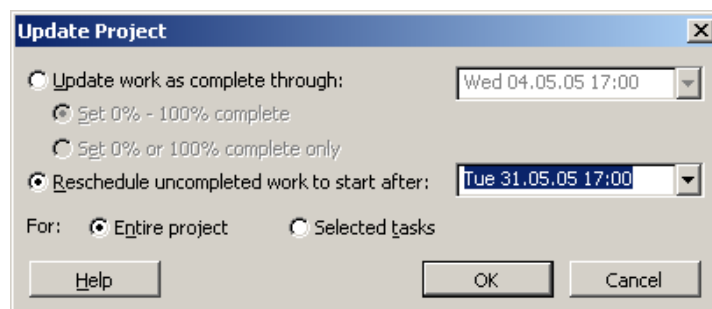 Update Project
Update work as complete through: Wed 04.05.05 17:00
Set 0% - 100% complete
Set 0% or 100% complete only
Reschedule uncompleted work to start after: Tue 31.05.05 17:00
For: Entire project Selected tasks
Help OK Cancel